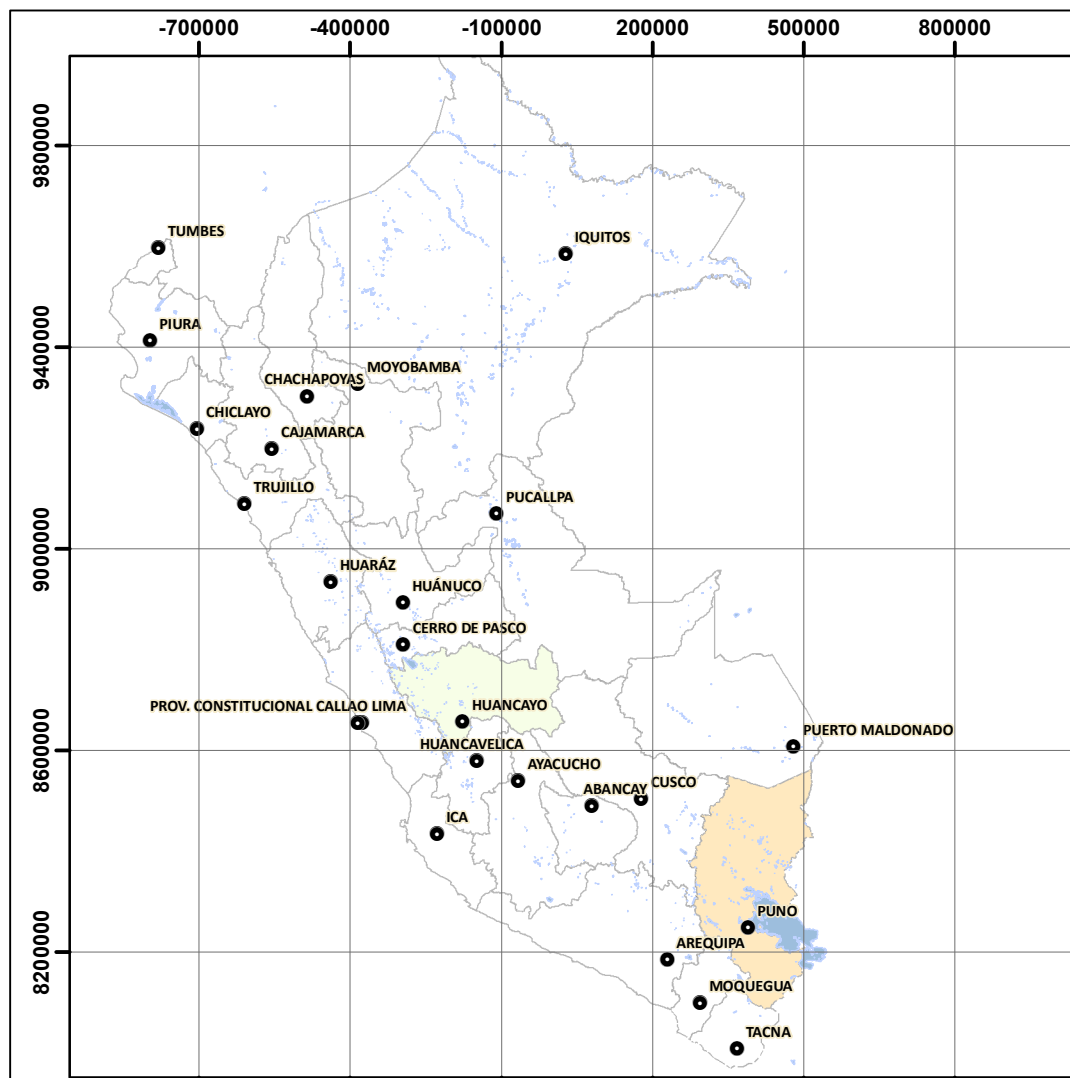 -700000 -400000 -100000 200000 500000 800000
9800000
TUMBES
IQUITOS
PIURA
9400000
MOYOBAMBA
CHACHAPOYAS
CHICLAYO
CAJAMARCA
TRUJILLO
PUCALLPA
9000000
HUARÁZ
HUÁNUCO
CERRO DE PASCO
PROV. CONSTITUCIONAL CALLAO LIMA
HUANCAYO
PUERTO MALDONADO
8600000
HUANCAVELICA
AYACUCHO
CUSCO
ABANCAY
ICA
PUNO
AREQUIPA
8200000
MOQUEGUA
TACNA